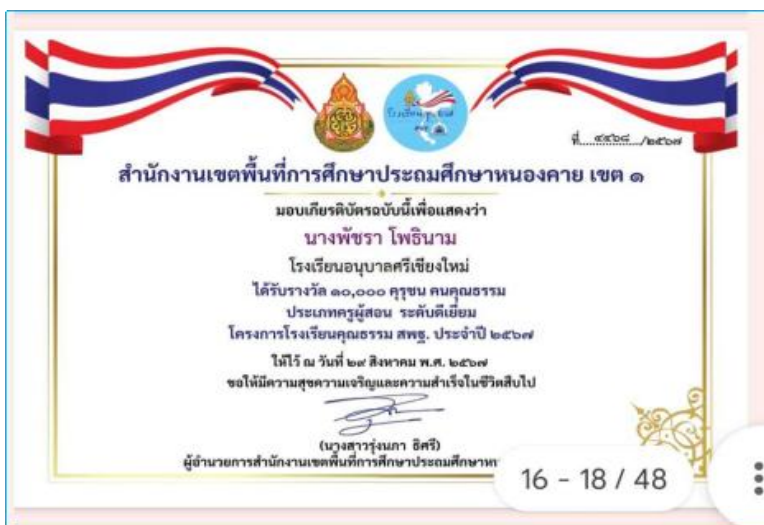 ที่ ๔๔๖๘ /๒๕๖๗
สำนักงานเขตพื้นที่การศึกษาประถมศึกษาหนองคาย เขต ๑
มอบเกียรติบัตรฉบับนี้เพื่อแสดงว่า
นางพัชรา โพธินาม
โรงเรียนอนุบาลศรีเชียงใหม่
ได้รับรางวัล ๑๐,๐๐๐ คุรุชน คนคุณธรรม
ประเภทครูผู้สอน ระดับดีเยี่ยม
โครงการโรงเรียนคุณธรรม สพฐ. ประจำปี ๒๕๖๗
ให้ไว้ ณ วันที่ ๒๙ สิงหาคม พ.ศ. ๒๕๖๗
ขอให้มีความสุขความเจริญและความสำเร็จในชีวิตสืบไป
(นางสาวรุ่งนภา ธิศรี)
ผู้อำนวยการสำนักงานเขตพื้นที่การศึกษาประถมศึกษา
16 - 18 / 48